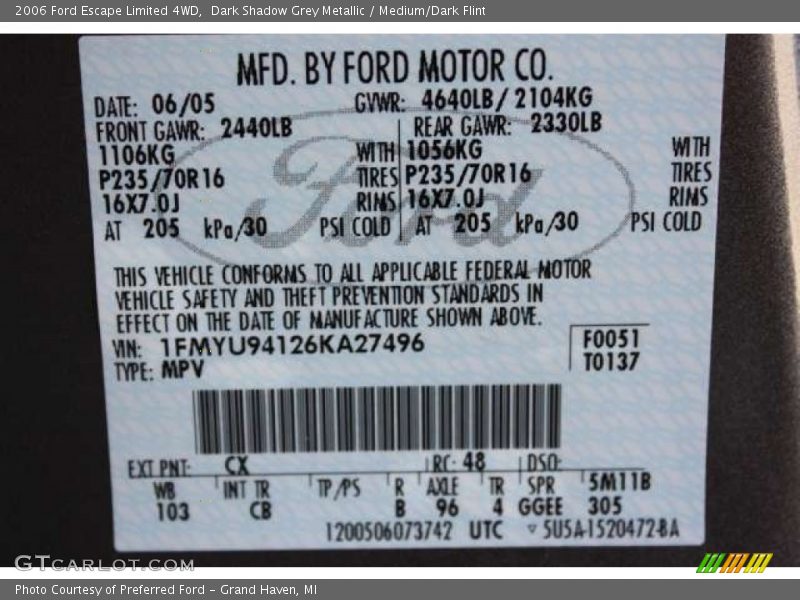 2006 Ford Escape Limited 4WD,  Dark Shadow Grey Metallic / Medium/Dark Flint
MFD. BY FORD MOTOR CO.
DATE: 06/05 GVWR: 4640LB/ 2104KG
FRONT GAWR: 2440LB REAR GAWR: 2330LB
1106KG WITH 1056KG WITH
P235/70R16 TIRES P235/70R16 TIRES
16X7.0J RIMS 16X7.0J RIMS
AT 205 kPa/30 PSI COLD AT 205 kPa/30 PSI COLD
Ford
THIS VEHICLE CONFORMS TO ALL APPLICABLE FEDERAL MOTOR
VEHICLE SAFETY AND THEFT PREVENTION STANDARDS IN
EFFECT ON THE DATE OF MANUFACTURE SHOWN ABOVE.
VIN: 1FMYU94126KA27496 F0051
TYPE: MPV T0137
EXT PNT: CX RC: 48 DSO:
WB INT TR TP/PS R AXLE TR SPR 5M11B
103 CB B 96 4 GGEE 305
1200506073742 UTC ▽ 5U5A-1520472-BA
GTCARLOT.COM
Photo Courtesy of Preferred Ford – Grand Haven, MI